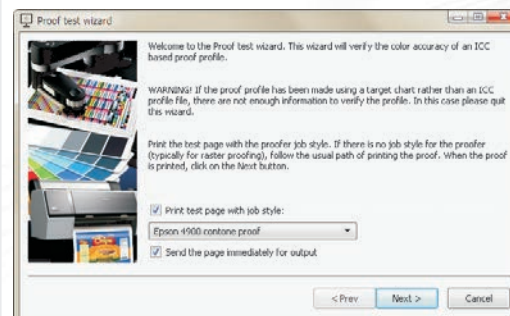 Proof test wizard
Welcome to the Proof test wizard. This wizard will verify the color accuracy of an ICC
based proof profile.
WARNING! If the proof profile has been made using a target chart rather than an ICC
profile file, there are not enough information to verify the profile. In this case please quit
this wizard.
Print the test page with the proofer job style. If there is no job style for the proofer
(typically for raster proofing), follow the usual path of printing the proof. When the proof
is printed, click on the Next button.
Print test page with job style:
Epson 4900 contone proof
Send the page immediately for output
< Prev
Next >
Cancel